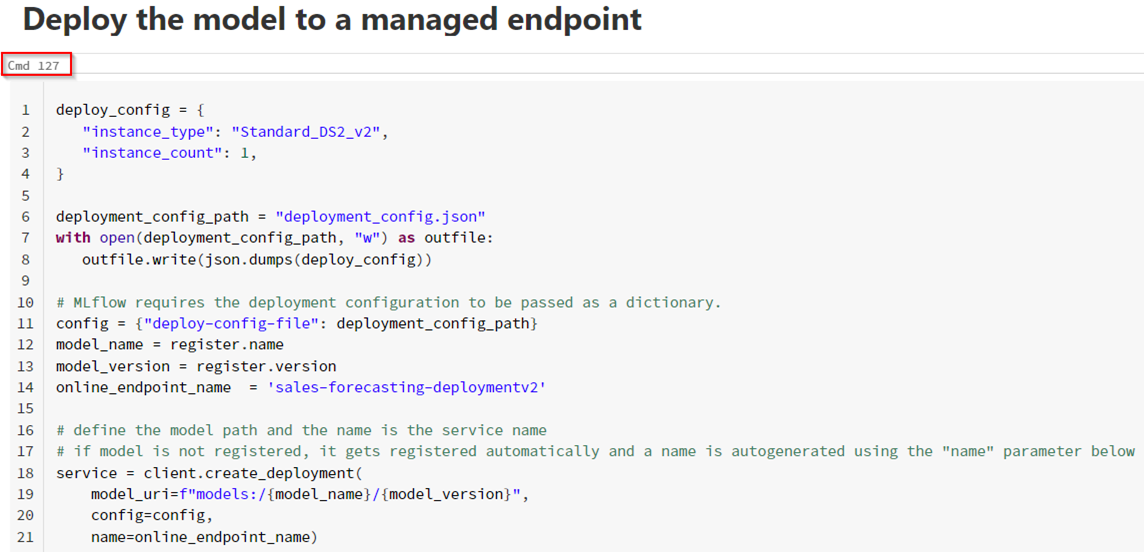 Deploy the model to a managed endpoint
Cmd 127
1 deploy_config = {
2    "instance_type": "Standard_DS2_v2",
3    "instance_count": 1,
4 }
5
6 deployment_config_path = "deployment_config.json"
7 with open(deployment_config_path, "w") as outfile:
8    outfile.write(json.dumps(deploy_config))
9
10 # MLflow requires the deployment configuration to be passed as a dictionary.
11 config = {"deploy-config-file": deployment_config_path}
12 model_name = register.name
13 model_version = register.version
14 online_endpoint_name  = 'sales-forecasting-deploymentv2'
15
16 # define the model path and the name is the service name
17 # if model is not registered, it gets registered automatically and a name is autogenerated using the "name" parameter below
18 service = client.create_deployment(
19     model_uri=f"models:/{model_name}/{model_version}",
20     config=config,
21     name=online_endpoint_name)